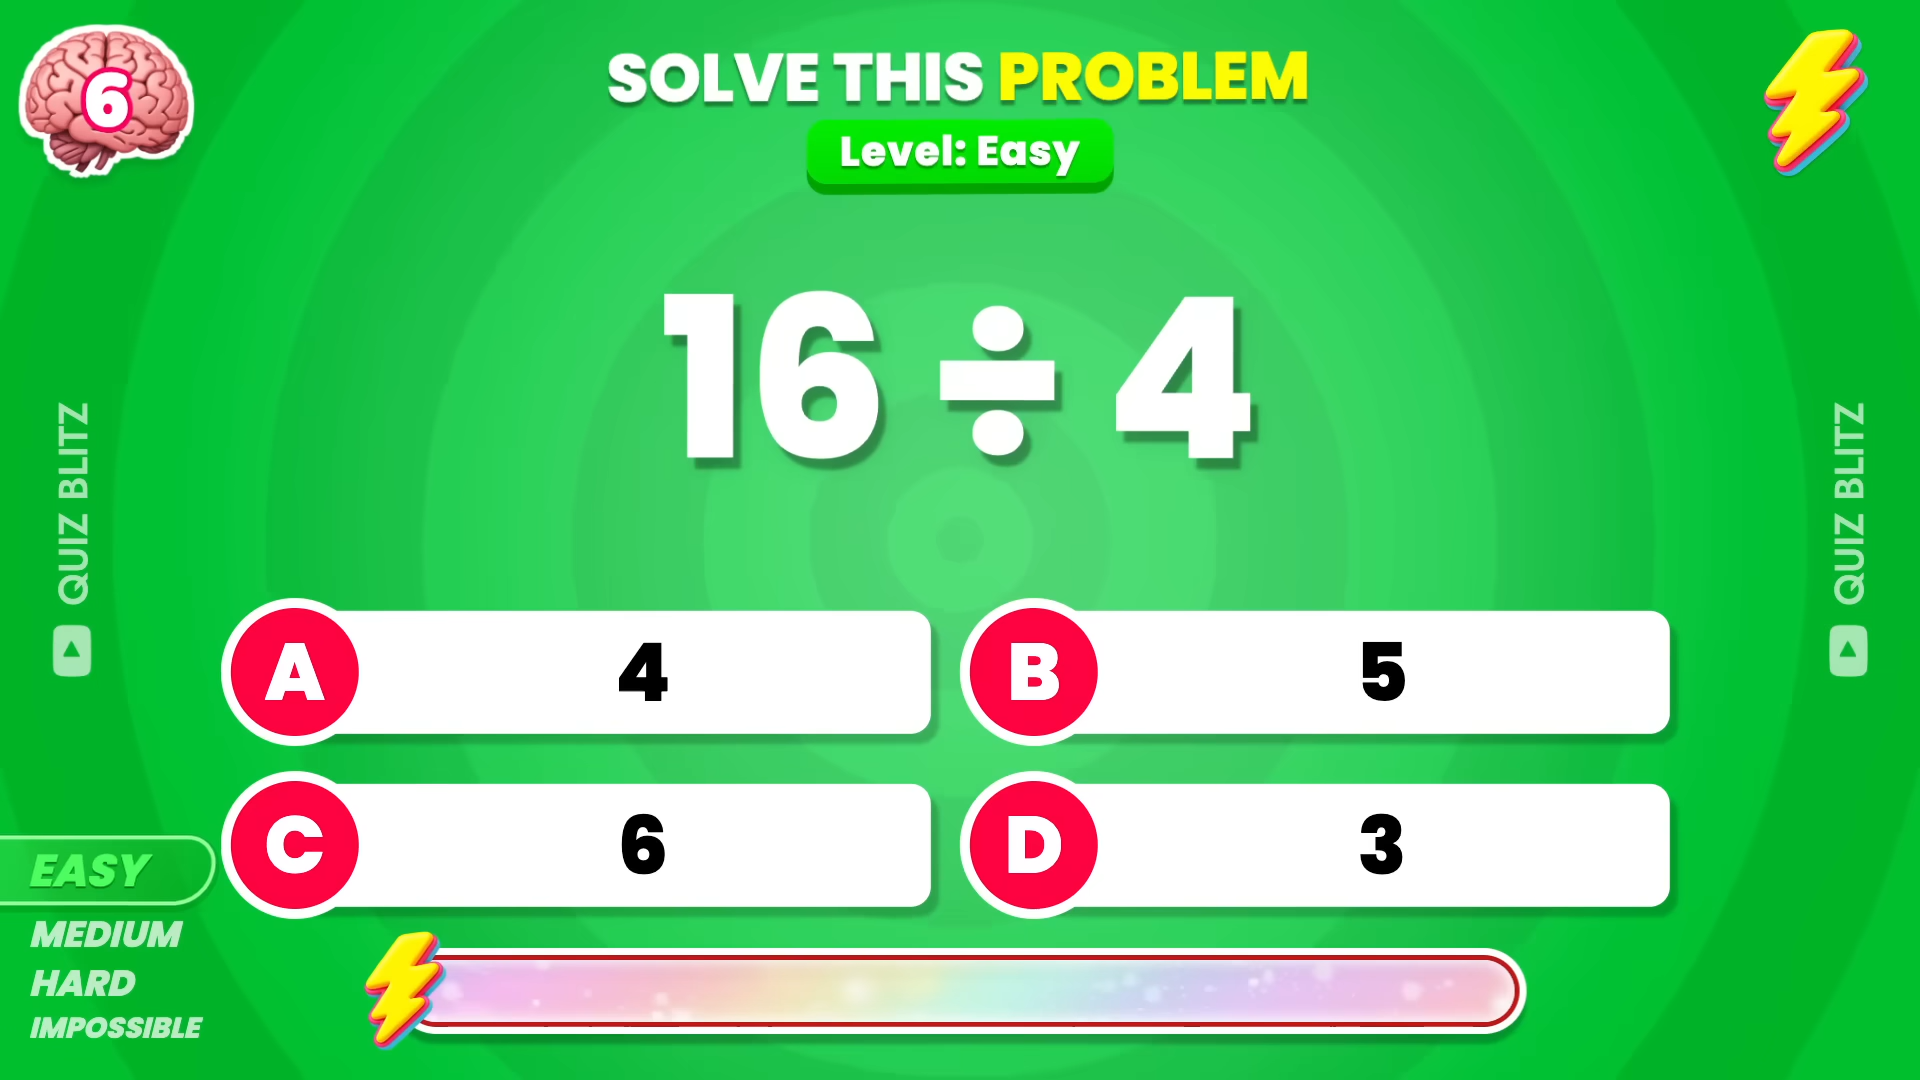 6
SOLVE THIS PROBLEM
Level: Easy
16 ÷ 4
QUIZ BLITZ
QUIZ BLITZ
A 4
B 5
C 6
D 3
EASY
MEDIUM
HARD
IMPOSSIBLE